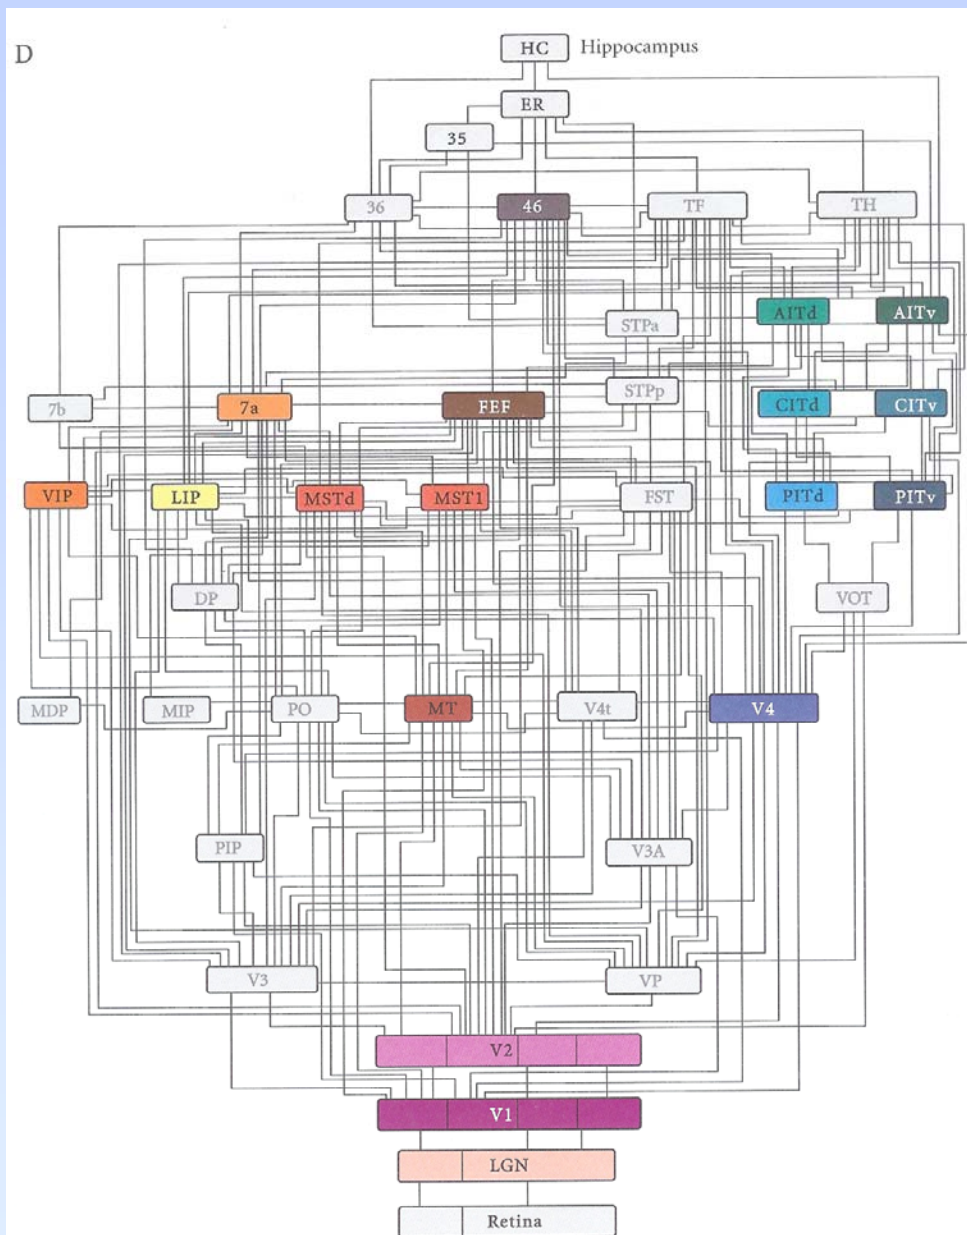 D
HC Hippocampus
ER
35
36 46 TF TH
STPa AITd AITv
7b 7a FEF STPp CITd CITv
VIP LIP MSTd MST1 FST PITd PITv
DP VOT
MDP MIP PO MT V4t V4
PIP V3A
V3 VP
V2
V1
LGN
Retina